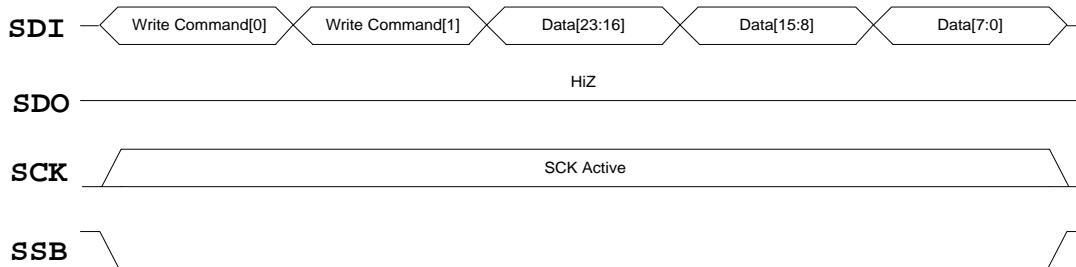 SDI Write Command[0] Write Command[1] Data[23:16] Data[15:8] Data[7:0]
SDO HiZ
SCK SCK Active
SSB